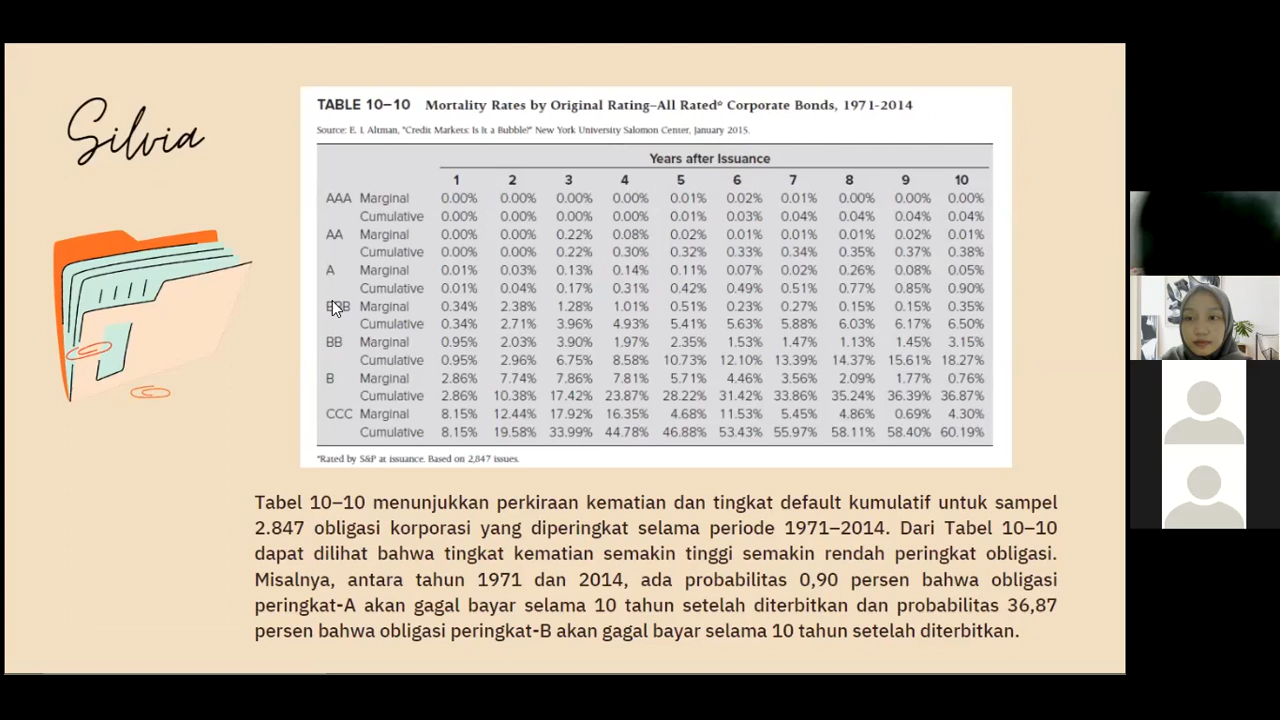 Silvia
TABLE 10–10 Mortality Rates by Original Rating–All Rated* Corporate Bonds, 1971-2014
Source: E. I. Altman, "Credit Markets: Is It a Bubble?" New York University Salomon Center, January 2015.
Years after Issuance
1 2 3 4 5 6 7 8 9 10
AAA Marginal 0.00% 0.00% 0.00% 0.00% 0.01% 0.02% 0.01% 0.00% 0.00% 0.00%
Cumulative 0.00% 0.00% 0.00% 0.00% 0.01% 0.03% 0.04% 0.04% 0.04% 0.04%
AA Marginal 0.00% 0.00% 0.22% 0.08% 0.02% 0.01% 0.01% 0.01% 0.02% 0.01%
Cumulative 0.00% 0.00% 0.22% 0.30% 0.32% 0.33% 0.34% 0.35% 0.37% 0.38%
A Marginal 0.01% 0.03% 0.13% 0.14% 0.11% 0.07% 0.02% 0.26% 0.08% 0.05%
Cumulative 0.01% 0.04% 0.17% 0.31% 0.42% 0.49% 0.51% 0.77% 0.85% 0.90%
BBB Marginal 0.34% 2.38% 1.28% 1.01% 0.51% 0.23% 0.27% 0.15% 0.15% 0.35%
Cumulative 0.34% 2.71% 3.96% 4.93% 5.41% 5.63% 5.88% 6.03% 6.17% 6.50%
BB Marginal 0.95% 2.03% 3.90% 1.97% 2.35% 1.53% 1.47% 1.13% 1.45% 3.15%
Cumulative 0.95% 2.96% 6.75% 8.58% 10.73% 12.10% 13.39% 14.37% 15.61% 18.27%
B Marginal 2.86% 7.74% 7.86% 7.81% 5.71% 4.46% 3.56% 2.09% 1.77% 0.76%
Cumulative 2.86% 10.38% 17.42% 23.87% 28.22% 31.42% 33.86% 35.24% 36.39% 36.87%
CCC Marginal 8.15% 12.44% 17.92% 16.35% 4.68% 11.53% 5.45% 4.86% 0.69% 4.30%
Cumulative 8.15% 19.58% 33.99% 44.78% 46.88% 53.43% 55.97% 58.11% 58.40% 60.19%
*Rated by S&P at issuance. Based on 2,847 issues.
Tabel 10–10 menunjukkan perkiraan kematian dan tingkat default kumulatif untuk sampel
2.847 obligasi korporasi yang diperingkat selama periode 1971–2014. Dari Tabel 10–10
dapat dilihat bahwa tingkat kematian semakin tinggi semakin rendah peringkat obligasi.
Misalnya, antara tahun 1971 dan 2014, ada probabilitas 0,90 persen bahwa obligasi
peringkat-A akan gagal bayar selama 10 tahun setelah diterbitkan dan probabilitas 36,87
persen bahwa obligasi peringkat-B akan gagal bayar selama 10 tahun setelah diterbitkan.